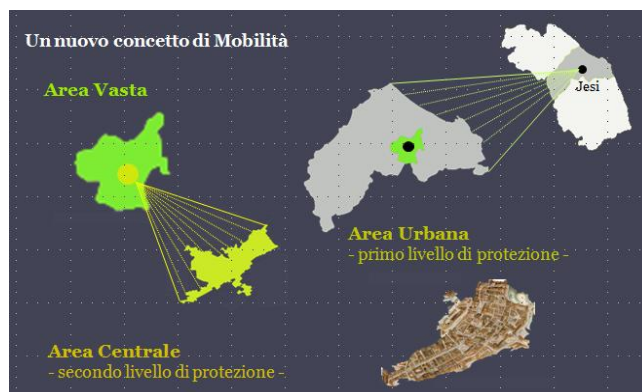 Un nuovo concetto di Mobilità
Area Vasta
Jesi
Area Urbana
- primo livello di protezione -
Area Centrale
- secondo livello di protezione -